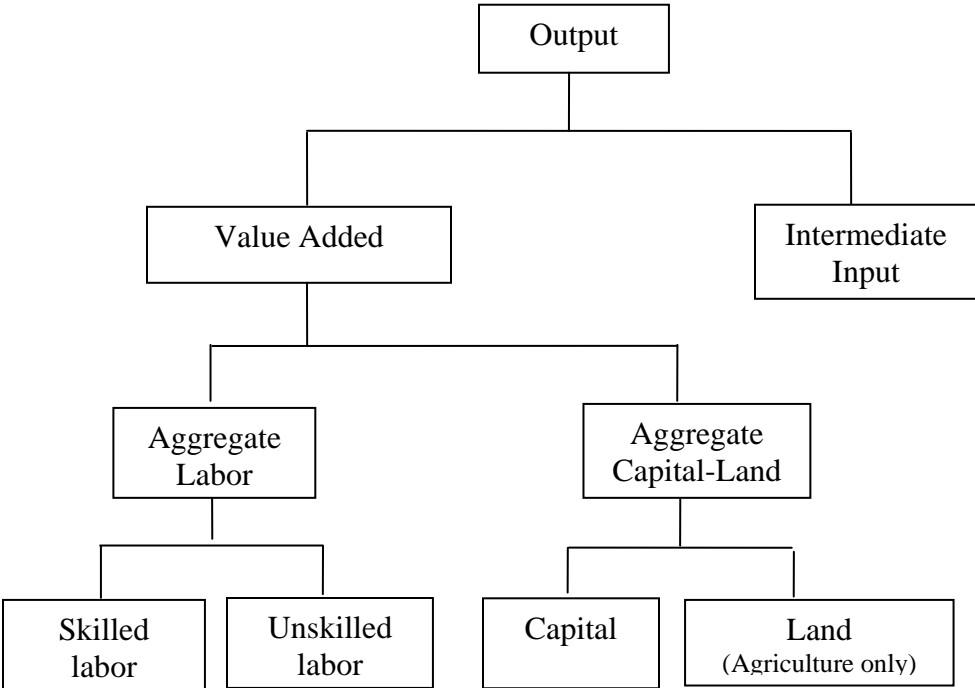 Output
Value Added
Intermediate
Input
Aggregate
Labor
Aggregate
Capital-Land
Skilled
labor
Unskilled
labor
Capital
Land
(Agriculture only)